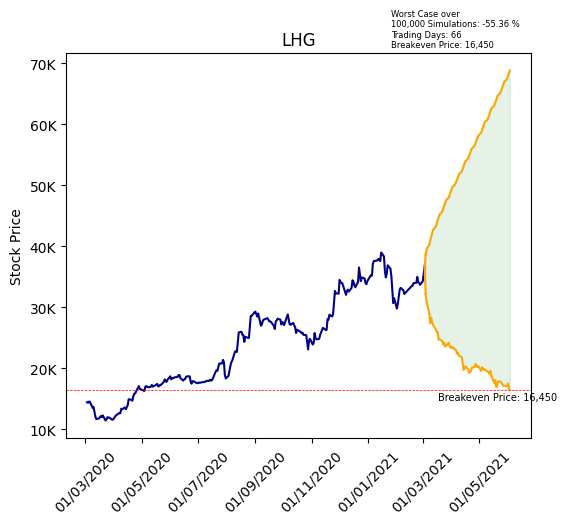 Worst Case over
100,000 Simulations: -55.36 %
Trading Days: 66
Breakeven Price: 16,450
LHG
70K
60K
50K
40K
30K
20K
10K
Stock Price
Breakeven Price: 16,450
01/03/2020
01/05/2020
01/07/2020
01/09/2020
01/11/2020
01/01/2021
01/03/2021
01/05/2021